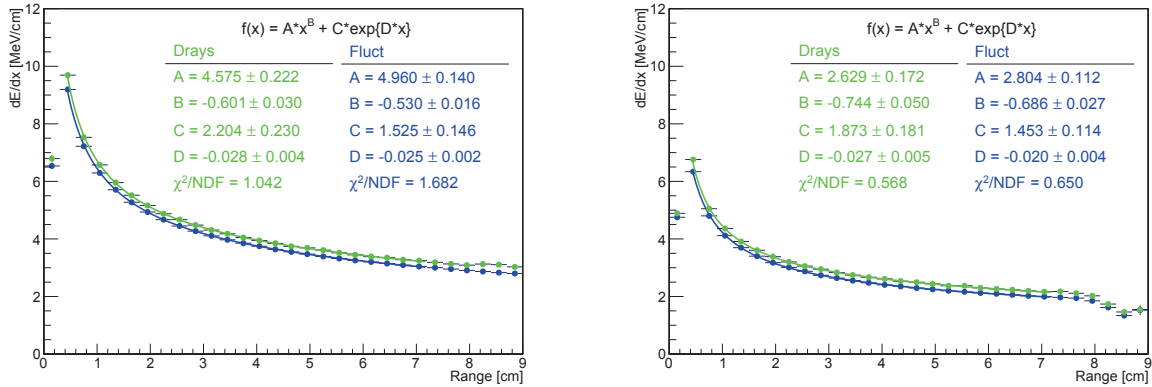 12
10
8
6
4
2
0
dE/dx [MeV/cm]
f(x) = A*x^B + C*exp{D*x}
Drays Fluct
A = 4.575 ± 0.222 A = 4.960 ± 0.140
B = -0.601 ± 0.030 B = -0.530 ± 0.016
C = 2.204 ± 0.230 C = 1.525 ± 0.146
D = -0.028 ± 0.004 D = -0.025 ± 0.002
χ²/NDF = 1.042 χ²/NDF = 1.682
0 1 2 3 4 5 6 7 8 9
Range [cm]
12
10
8
6
4
2
0
dE/dx [MeV/cm]
f(x) = A*x^B + C*exp{D*x}
Drays Fluct
A = 2.629 ± 0.172 A = 2.804 ± 0.112
B = -0.744 ± 0.050 B = -0.686 ± 0.027
C = 1.873 ± 0.181 C = 1.453 ± 0.114
D = -0.027 ± 0.005 D = -0.020 ± 0.004
χ²/NDF = 0.568 χ²/NDF = 0.650
0 1 2 3 4 5 6 7 8 9
Range [cm]